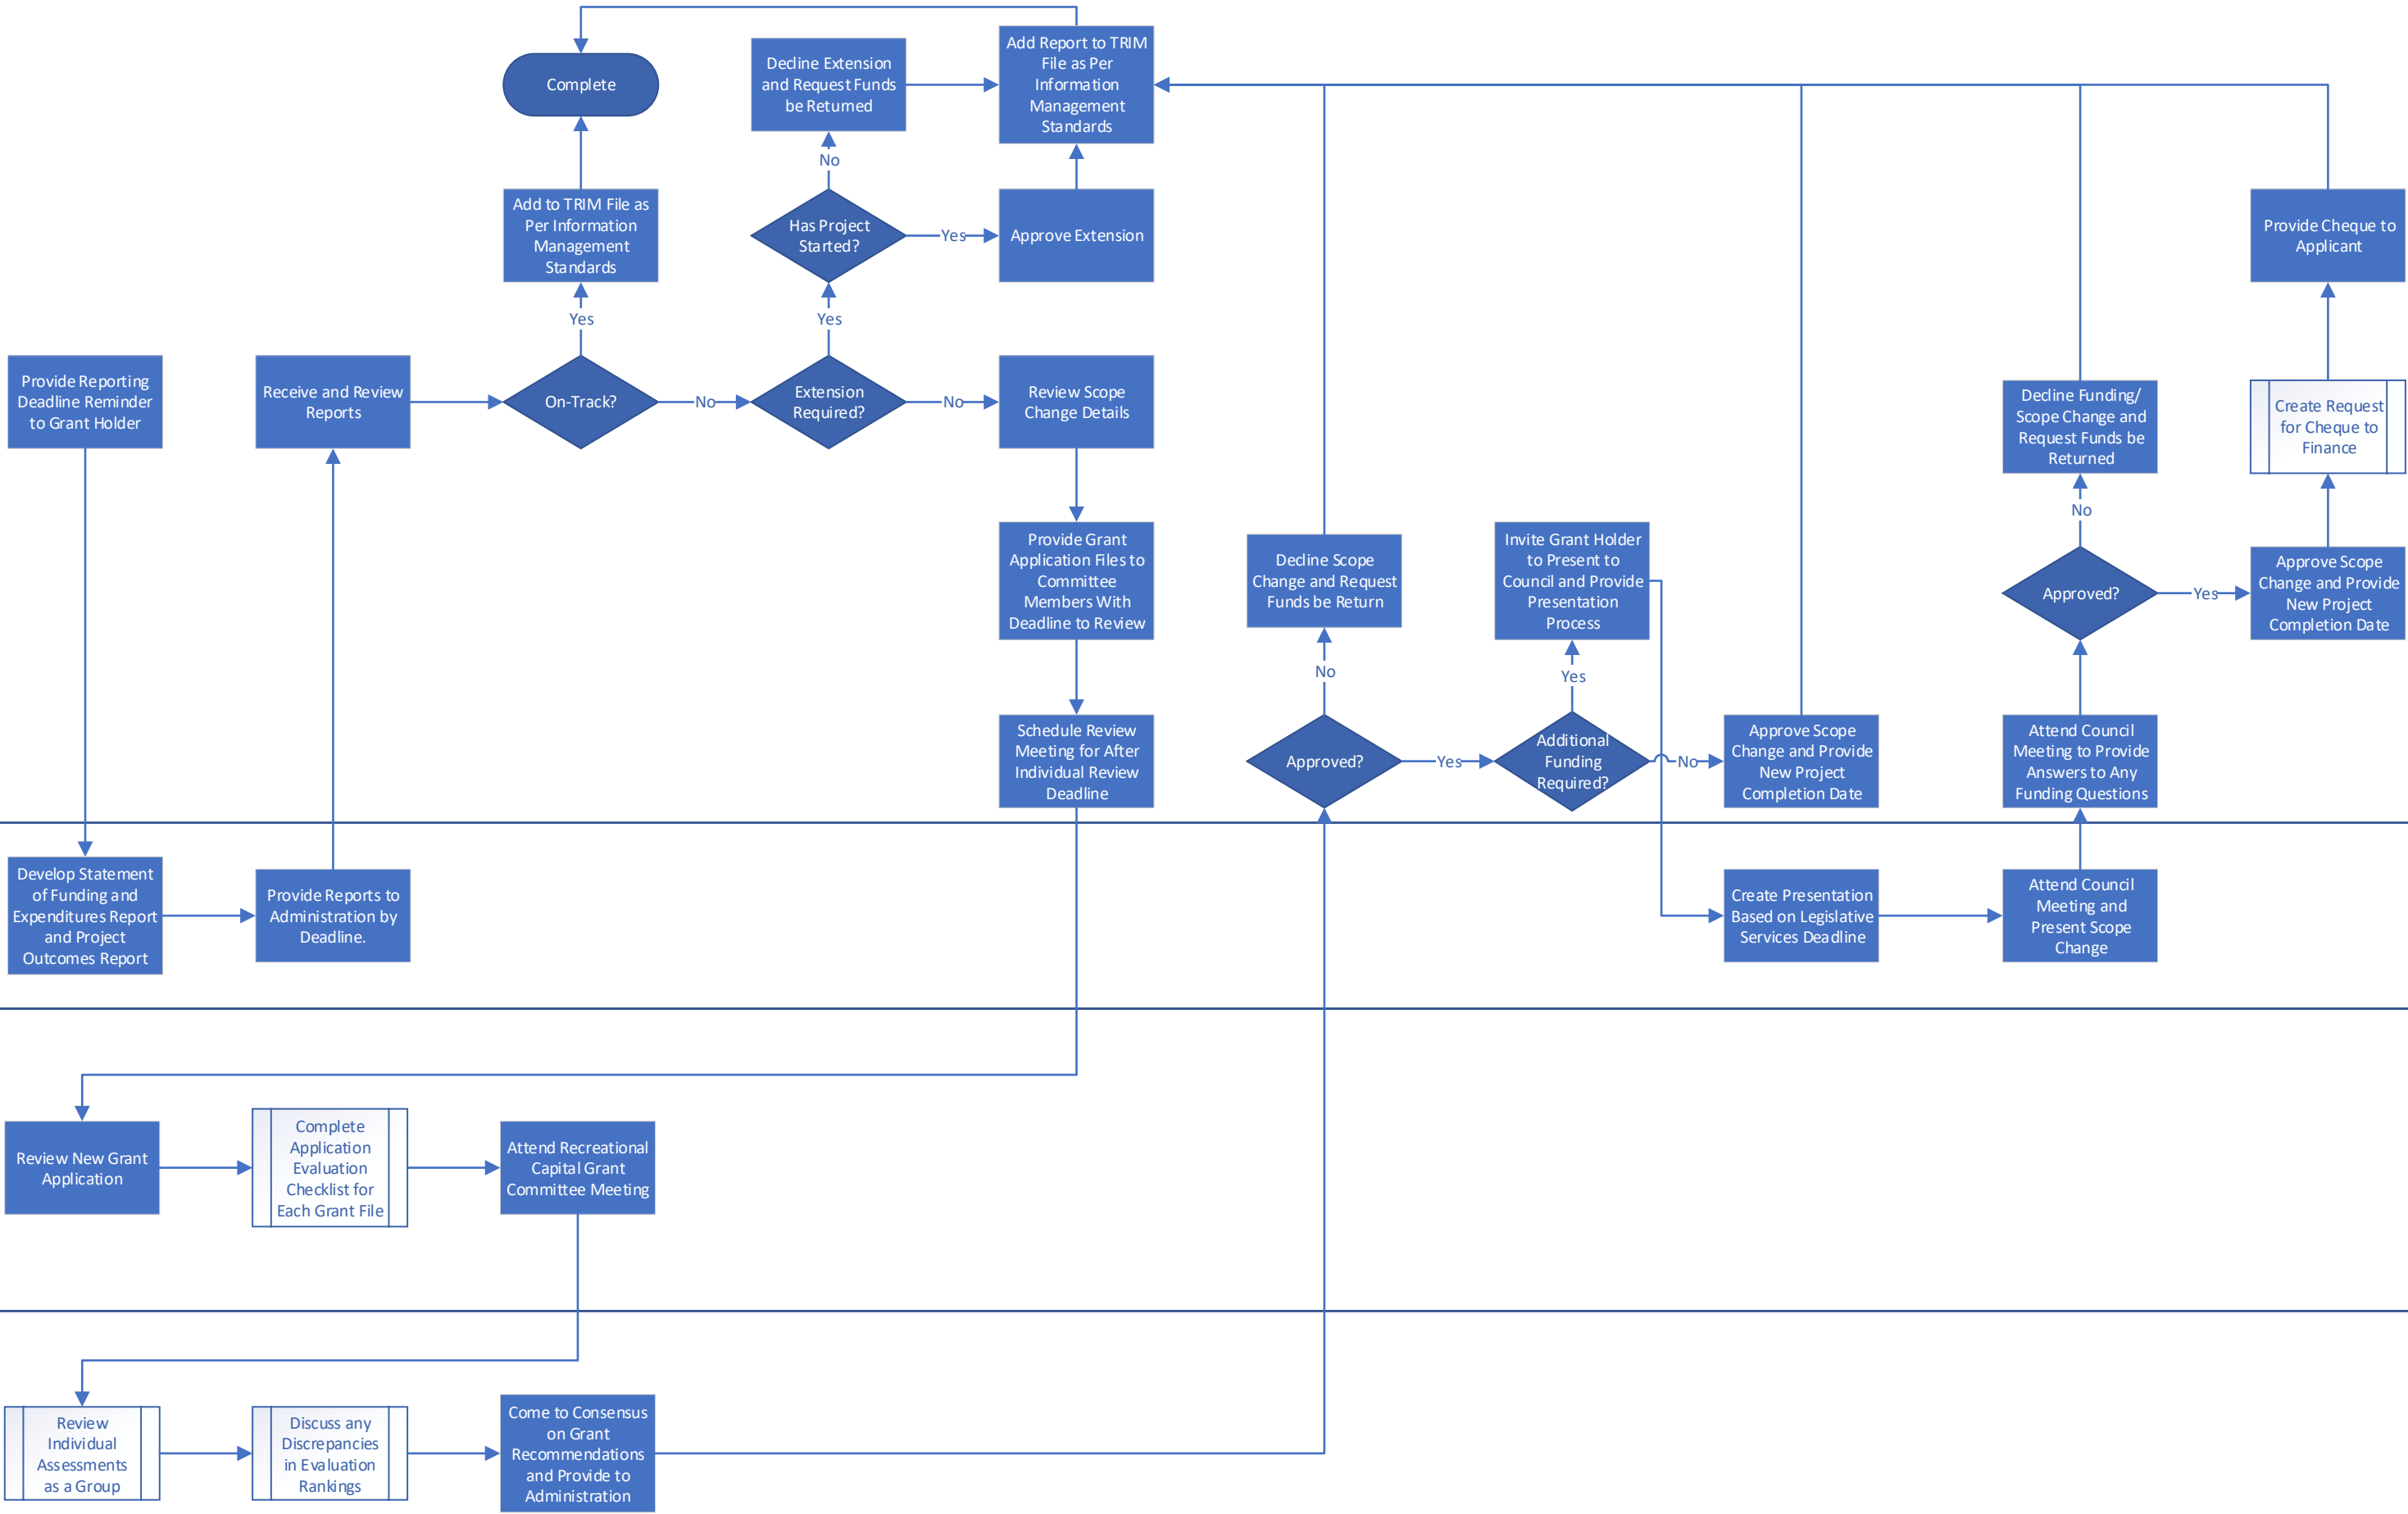 Complete
Decline Extension
and Request Funds
be Returned
Add Report to TRIM
File as Per
Information
Management
Standards
No
Add to TRIM File as
Per Information
Management
Standards
Has Project
Started?
Yes
Approve Extension
Provide Cheque to
Applicant
Yes
Yes
Provide Reporting
Deadline Reminder
to Grant Holder
Receive and Review
Reports
On-Track?
No
Extension
Required?
No
Review Scope
Change Details
Decline Funding/
Scope Change and
Request Funds be
Returned
Create Request
for Cheque to
Finance
No
Provide Grant
Application Files to
Committee
Members With
Deadline to Review
Decline Scope
Change and Request
Funds be Return
Invite Grant Holder
to Present to
Council and Provide
Presentation
Process
Approved?
Yes
Approve Scope
Change and Provide
New Project
Completion Date
No
Yes
Schedule Review
Meeting for After
Individual Review
Deadline
Approved?
Yes
Additional
Funding
Required?
No
Approve Scope
Change and Provide
New Project
Completion Date
Attend Council
Meeting to Provide
Answers to Any
Funding Questions
Develop Statement
of Funding and
Expenditures Report
and Project
Outcomes Report
Provide Reports to
Administration by
Deadline.
Create Presentation
Based on Legislative
Services Deadline
Attend Council
Meeting and
Present Scope
Change
Review New Grant
Application
Complete
Application
Evaluation
Checklist for
Each Grant File
Attend Recreational
Capital Grant
Committee Meeting
Review
Individual
Assessments
as a Group
Discuss any
Discrepancies
in Evaluation
Rankings
Come to Consensus
on Grant
Recommendations
and Provide to
Administration